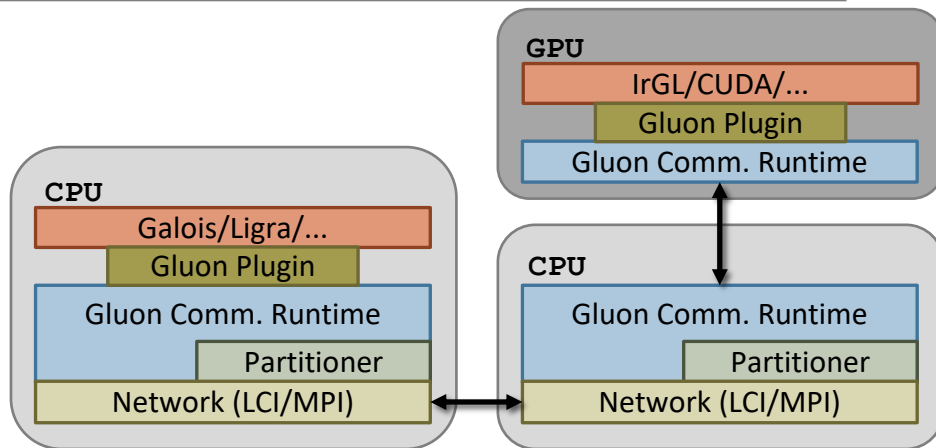 GPU
IrGL/CUDA/...
Gluon Plugin
Gluon Comm. Runtime
CPU
Galois/Ligra/...
Gluon Plugin
Gluon Comm. Runtime
Partitioner
Network (LCI/MPI)
CPU
Gluon Comm. Runtime
Partitioner
Network (LCI/MPI)